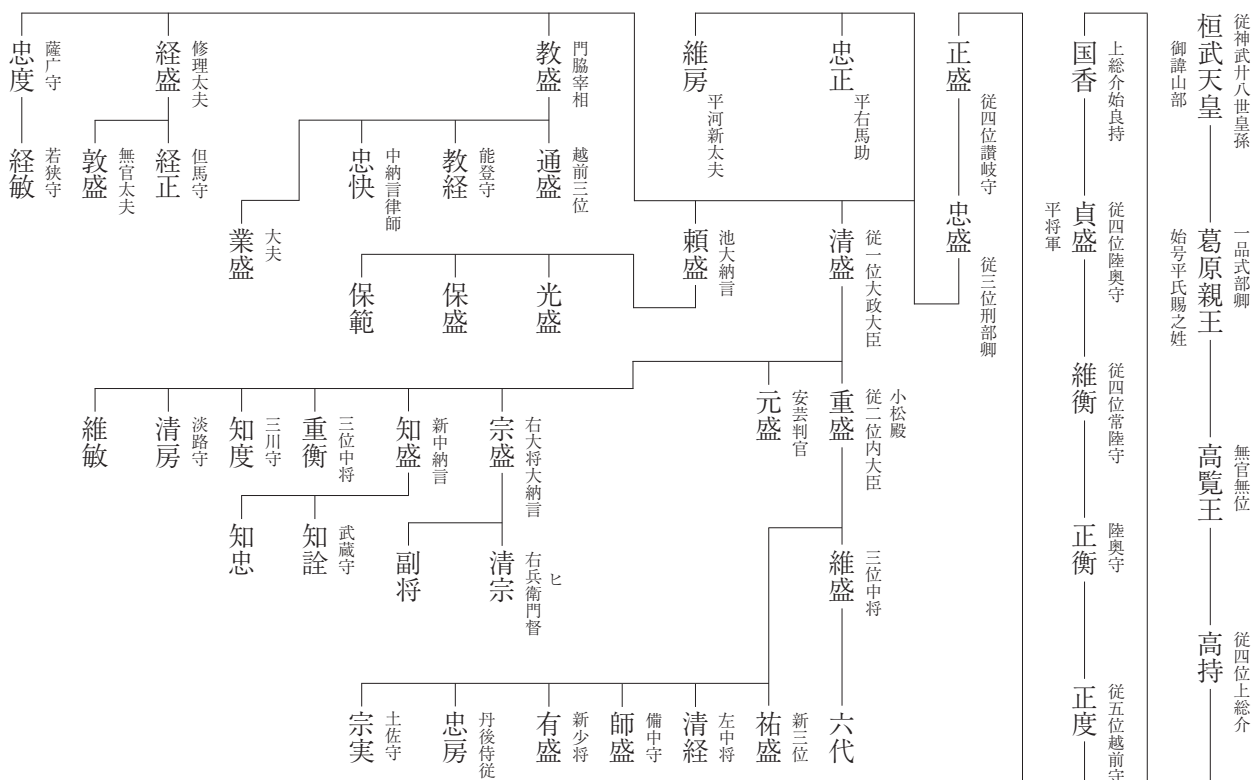 従神武廿八世皇孫
桓武天皇
御諱山部
一品式部卿
葛原親王
始号平氏賜之姓
無官無位
高覧王
従四位上総介
高持
上総介始良持
国香
従四位陸奥守
貞盛
平将軍
従四位常陸守
維衡
陸奥守
正衡
従五位越前守
正度
正盛
従四位讃岐守
忠盛
従三位刑部卿
忠正
平右馬助
維房
平河新太夫
従一位大政大臣
清盛
池大納言
頼盛
門脇宰相
教盛
修理太夫
経盛
薩广守
忠度
越前三位
通盛
能登守
教経
中納言律師
忠快
大夫
業盛
但馬守
経正
無官太夫
敦盛
若狭守
経敏
光盛
保盛
保範
小松殿
従二位内大臣
重盛
安芸判官
元盛
右大将大納言
宗盛
新中納言
知盛
三位中将
重衡
三川守
知度
淡路守
清房
維敏
三位中将
維盛
ヒ
右兵衛門督
清宗
副将
武蔵守
知詮
知忠
六代
新三位
祐盛
左中将
清経
備中守
師盛
新少将
有盛
丹後侍従
忠房
土佐守
宗実